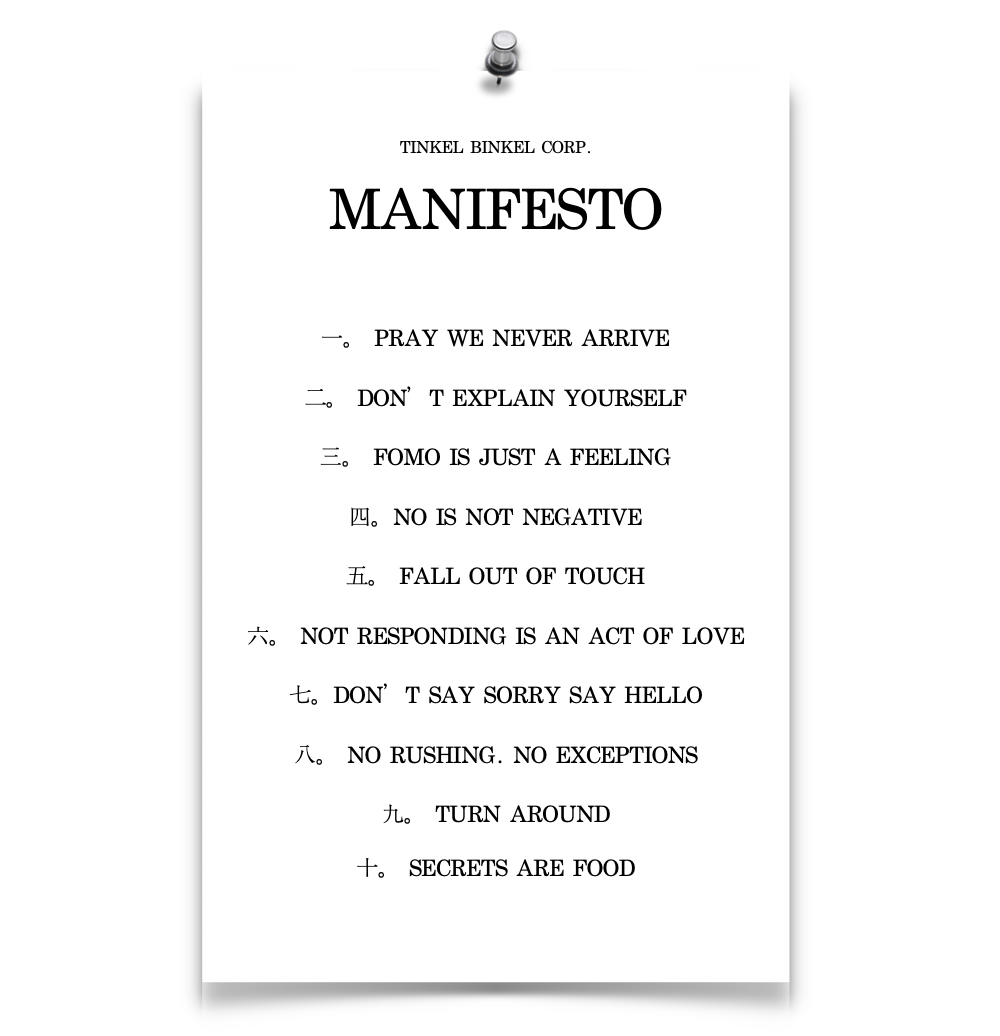 TINKEL BINKEL CORP.
MANIFESTO
一。 PRAY WE NEVER ARRIVE
二。 DON’T EXPLAIN YOURSELF
三。 FOMO IS JUST A FEELING
四。NO IS NOT NEGATIVE
五。 FALL OUT OF TOUCH
六。 NOT RESPONDING IS AN ACT OF LOVE
七。DON’T SAY SORRY SAY HELLO
八。 NO RUSHING. NO EXCEPTIONS
九。 TURN AROUND
十。 SECRETS ARE FOOD